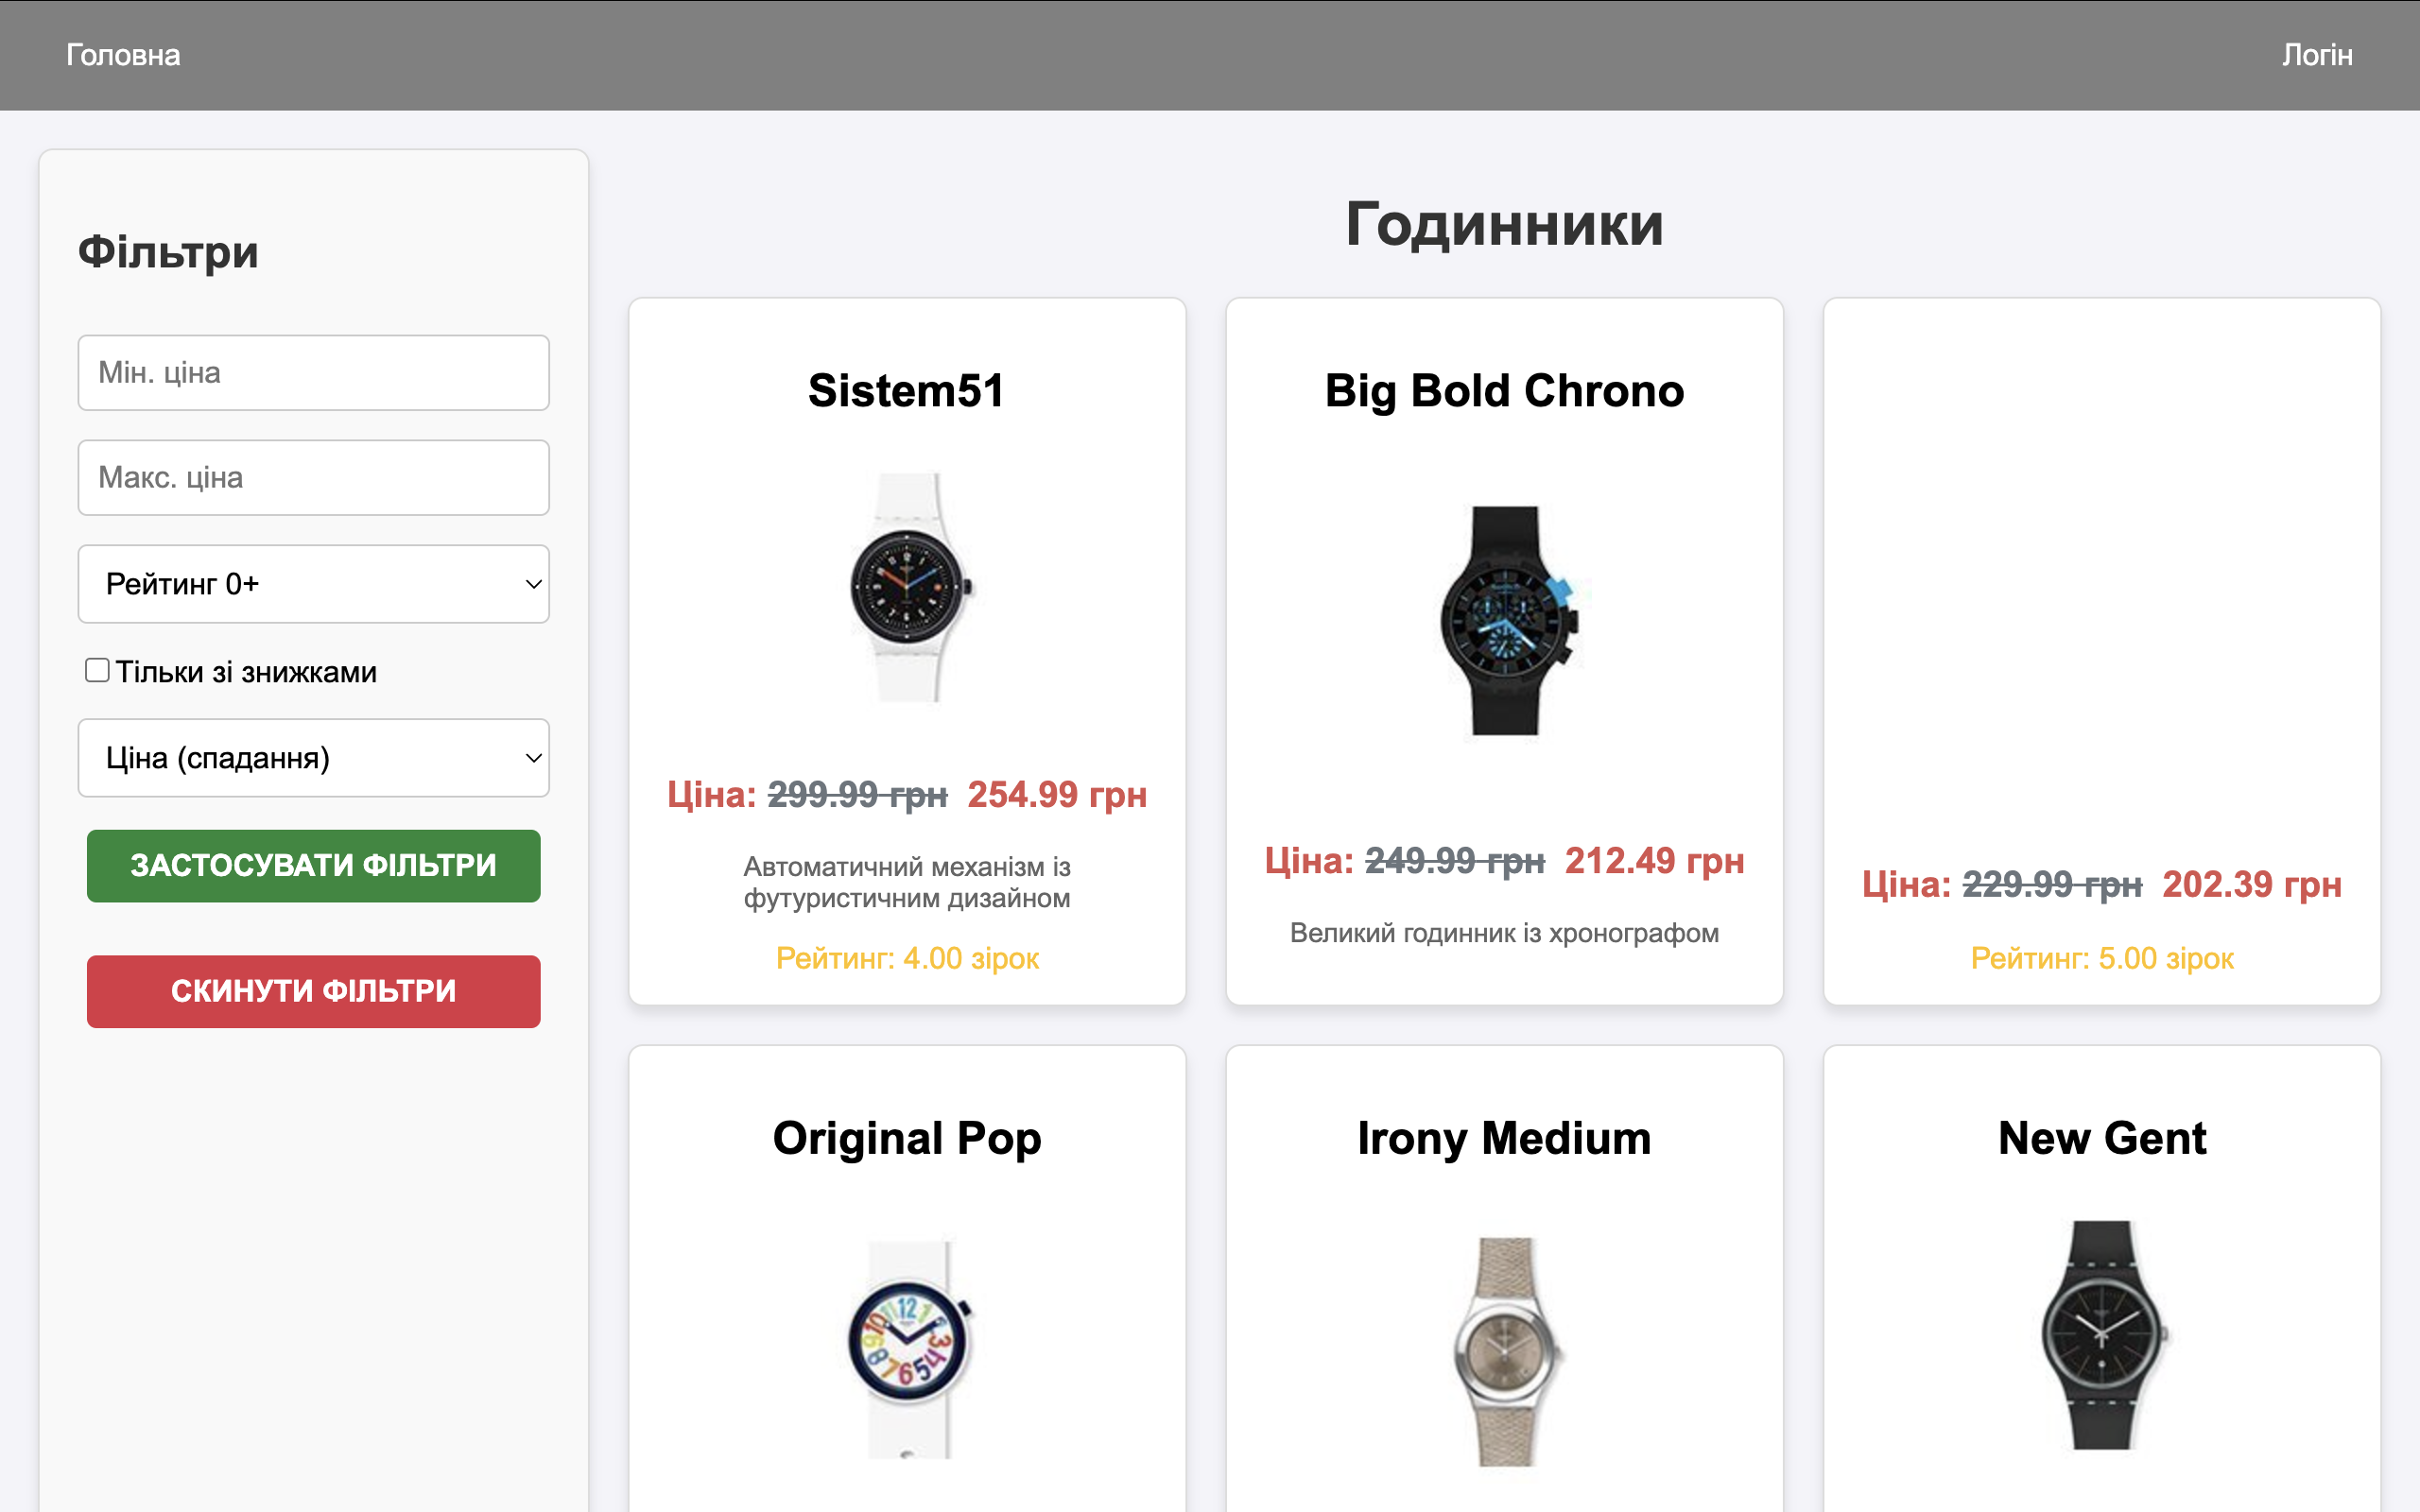 Головна
Логін
Фільтри
Мін. ціна
Макс. ціна
Рейтинг 0+
Тільки зі знижками
Ціна (спадання)
ЗАСТОСУВАТИ ФІЛЬТРИ
СКИНУТИ ФІЛЬТРИ
Годинники
Sistem51
Ціна: 299.99 грн 254.99 грн
Автоматичний механізм із
футуристичним дизайном
Рейтинг: 4.00 зірок
Big Bold Chrono
Ціна: 249.99 грн 212.49 грн
Великий годинник із хронографом
Ціна: 229.99 грн 202.39 грн
Рейтинг: 5.00 зірок
Original Pop
Irony Medium
New Gent